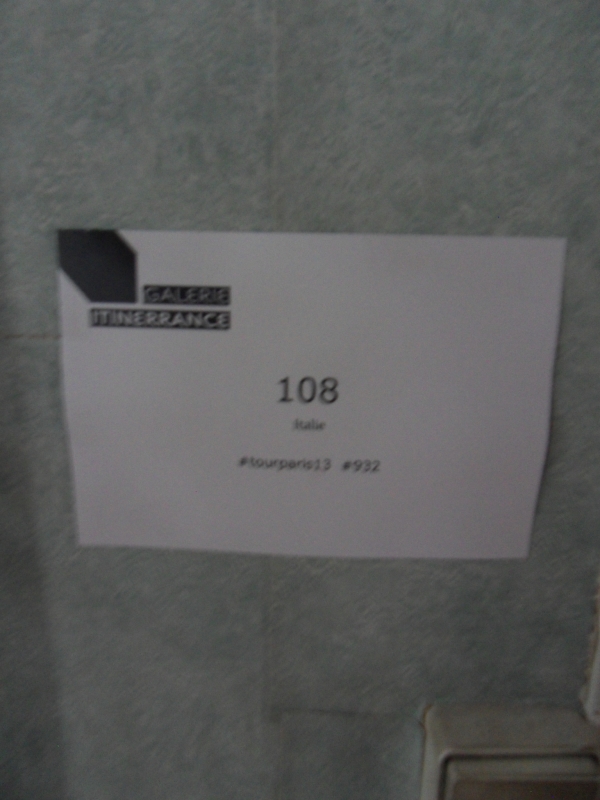 GALERIE
ITINERRANCE
108
Italie
#tourparis13 #932